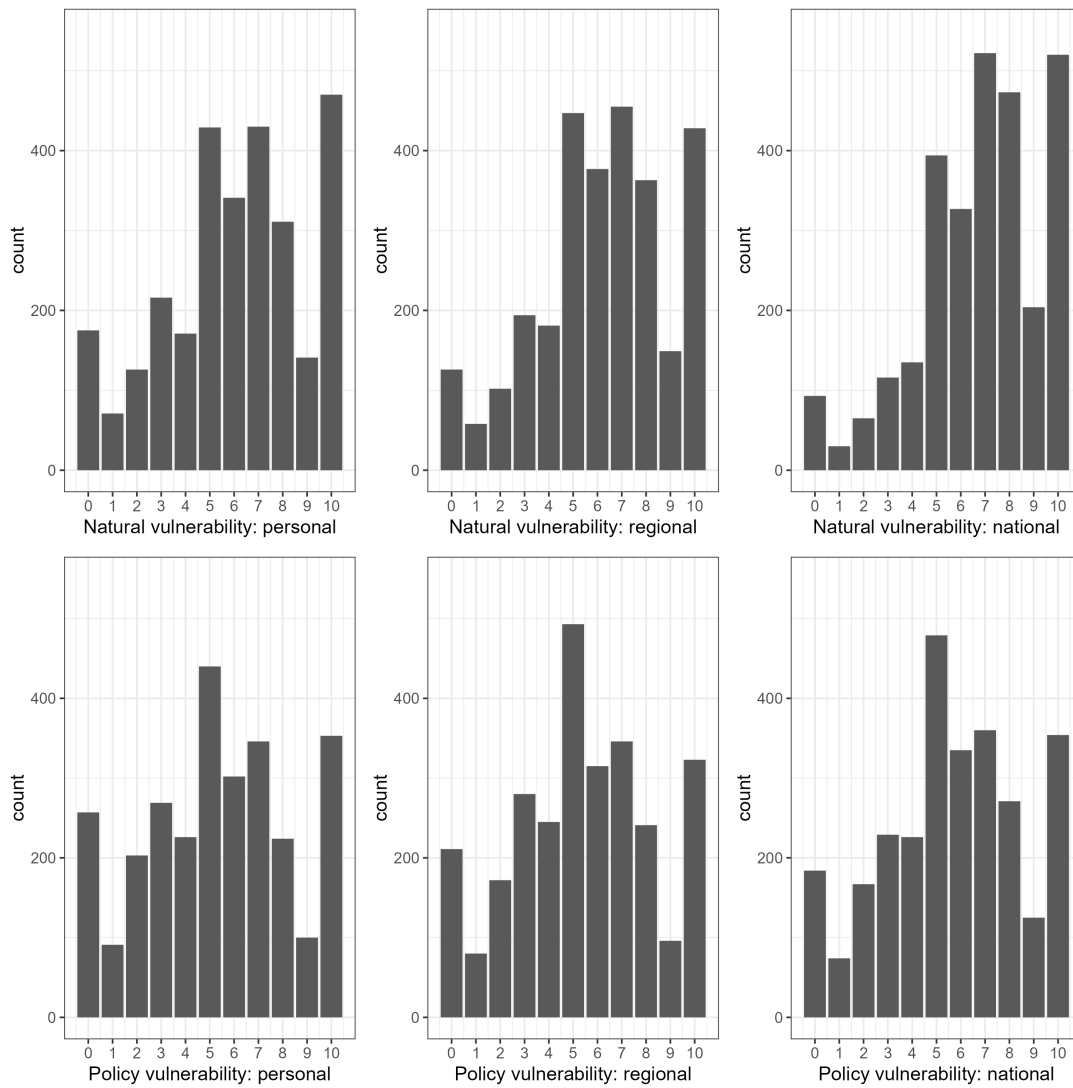 count
400
200
0
0 1 2 3 4 5 6 7 8 9 10
Natural vulnerability: personal
count
400
200
0
0 1 2 3 4 5 6 7 8 9 10
Natural vulnerability: regional
count
400
200
0
0 1 2 3 4 5 6 7 8 9 10
Natural vulnerability: national
count
400
200
0
0 1 2 3 4 5 6 7 8 9 10
Policy vulnerability: personal
count
400
200
0
0 1 2 3 4 5 6 7 8 9 10
Policy vulnerability: regional
count
400
200
0
0 1 2 3 4 5 6 7 8 9 10
Policy vulnerability: national